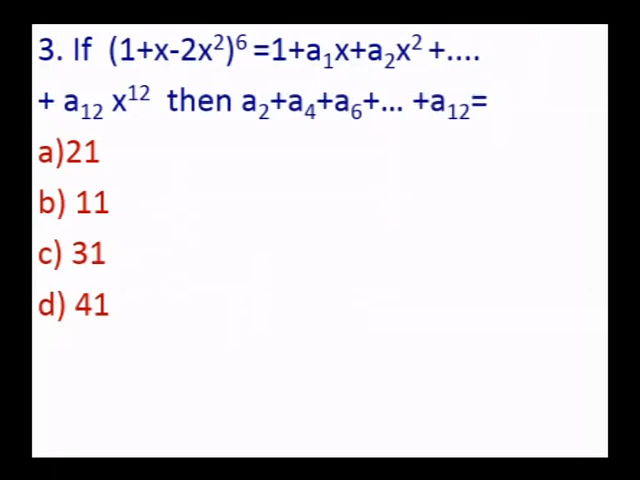 3. If (1+x-2x²)⁶ =1+a₁x+a₂x² +....
+ a₁₂ x¹² then a₂+a₄+a₆+... +a₁₂=
a)21
b) 11
c) 31
d) 41